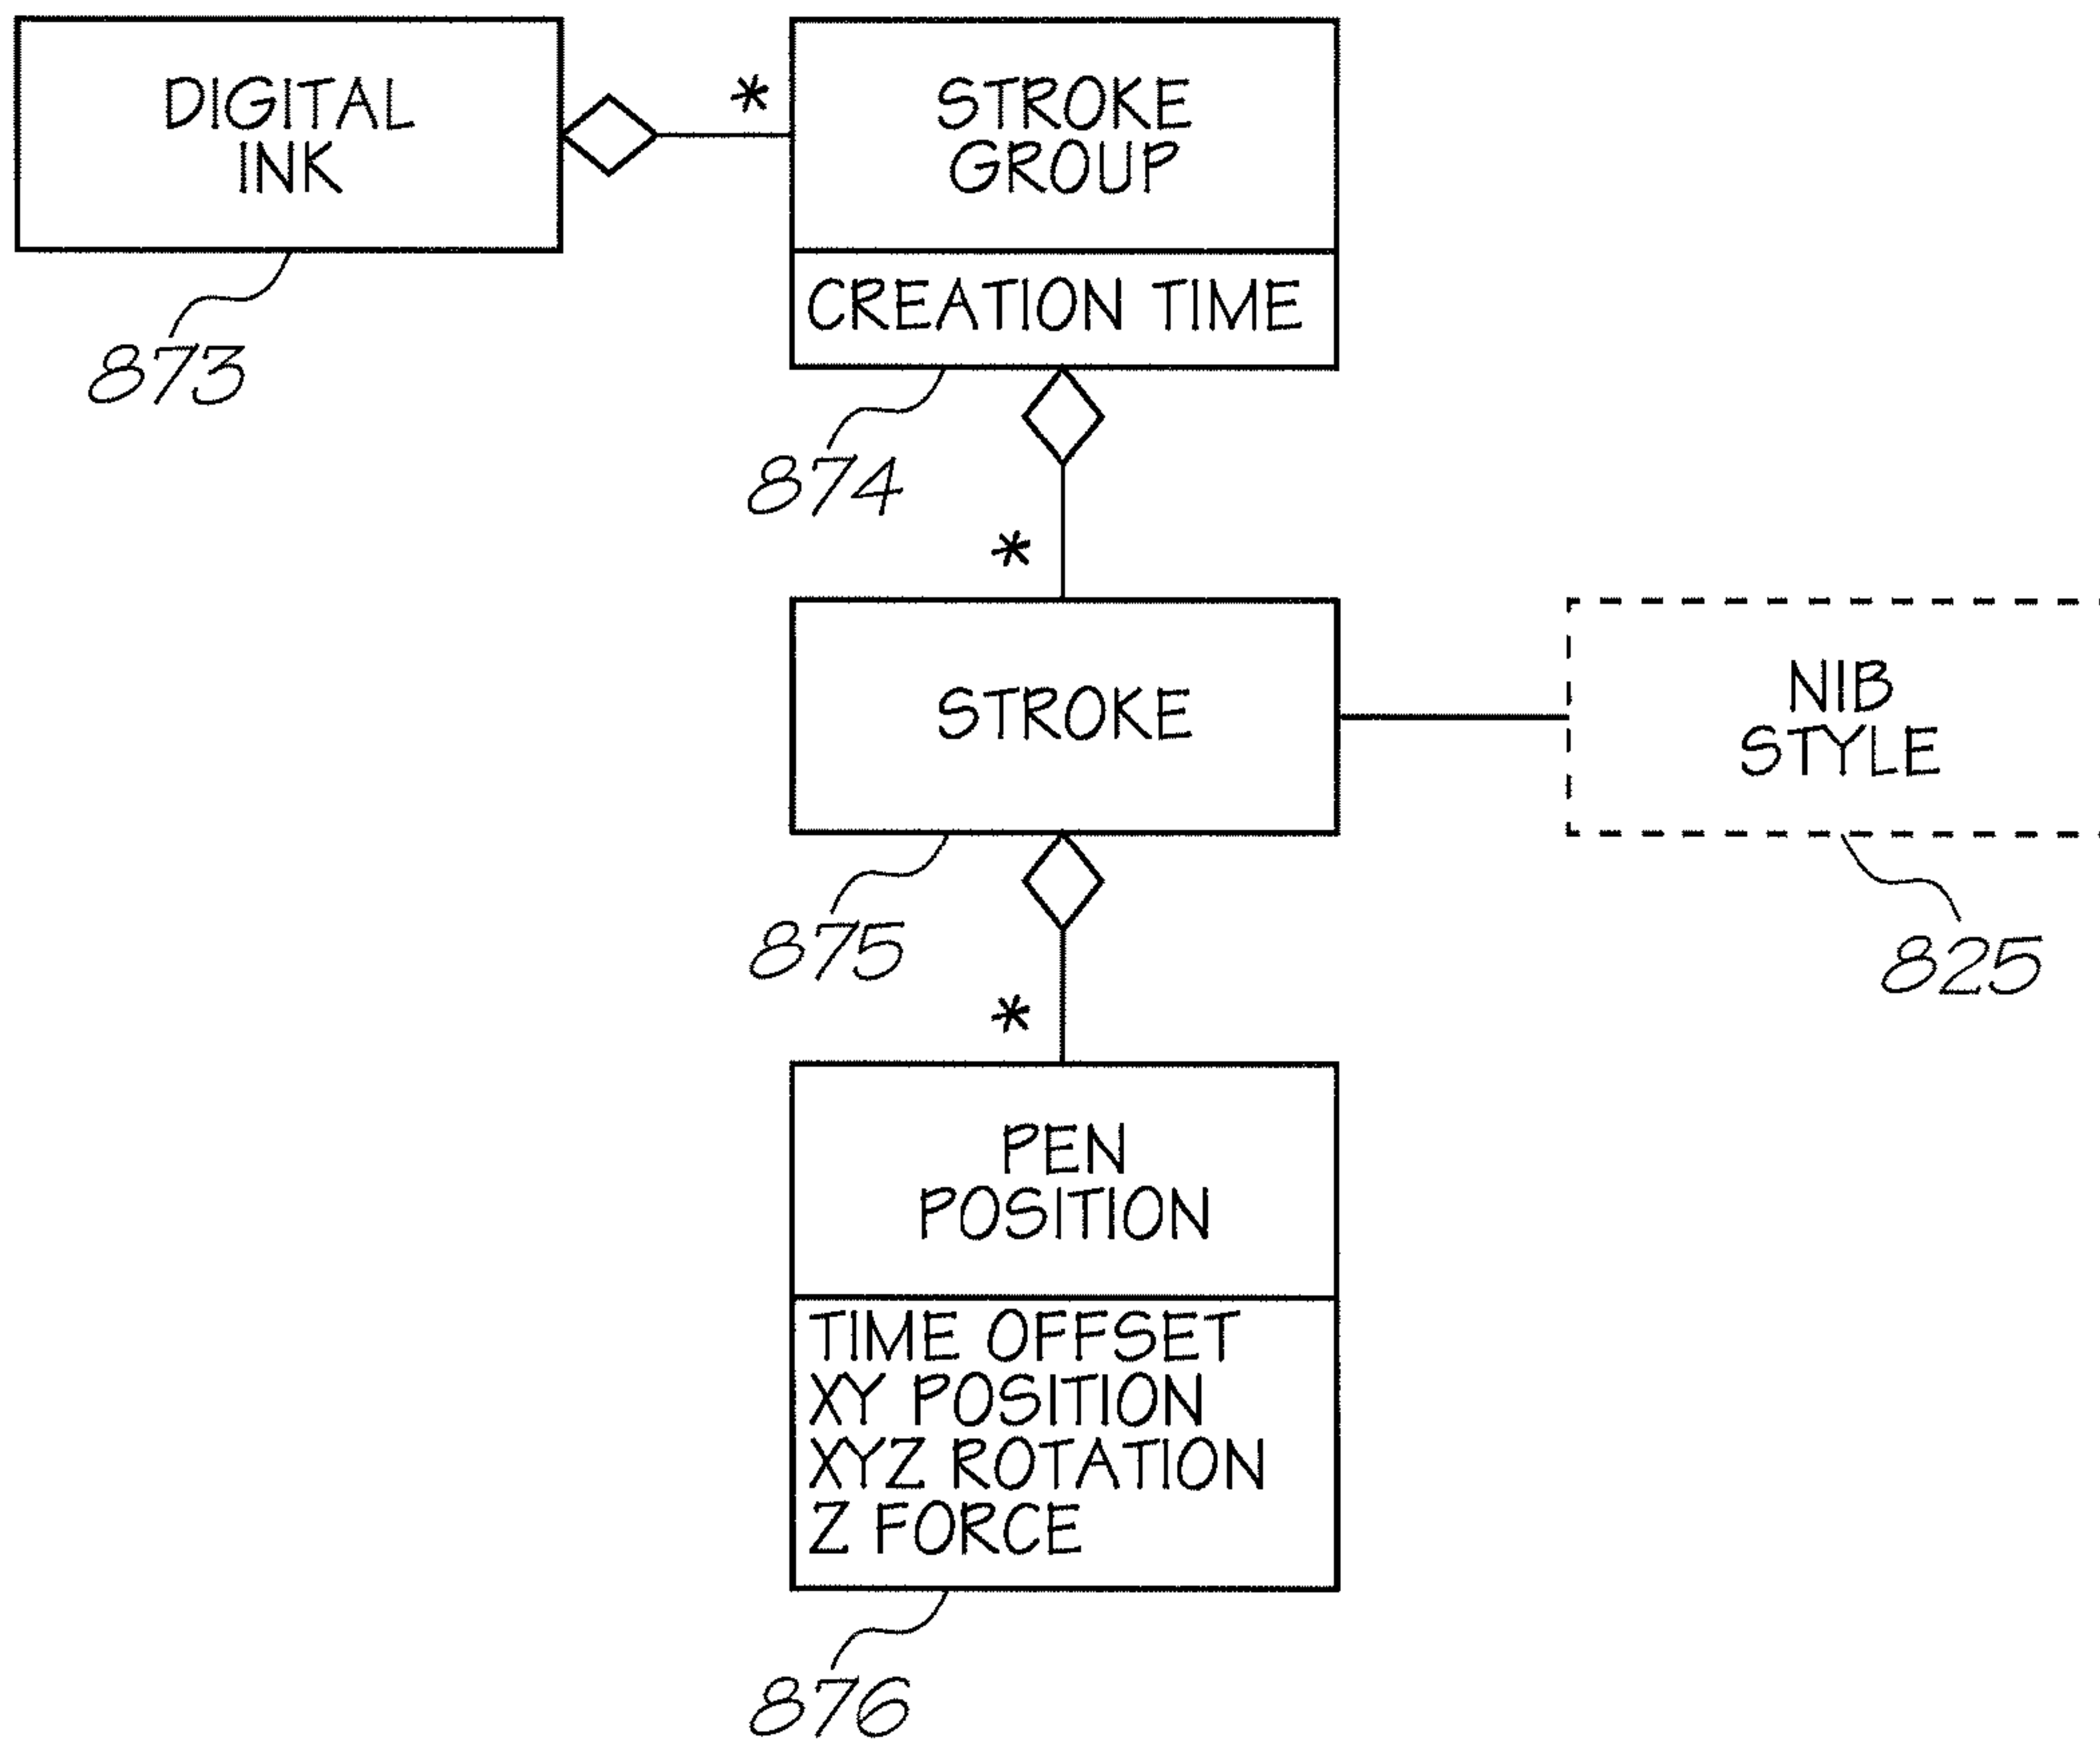 DIGITAL
INK
*
STROKE
GROUP
CREATION TIME
873
874
*
STROKE
NIB
STYLE
875
825
*
PEN
POSITION
TIME OFFSET
XY POSITION
XYZ ROTATION
Z FORCE
876